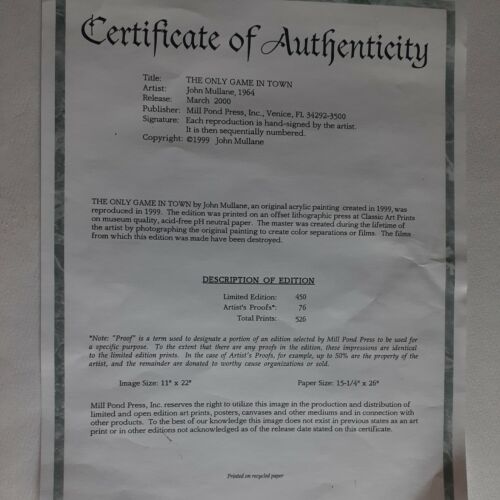 Certificate of Authenticity
Title: THE ONLY GAME IN TOWN
Artist: John Mullane, 1964
Release: March 2000
Publisher: Mill Pond Press, Inc., Venice, FL 34292-3500
Signature: Each reproduction is hand-signed by the artist.
It is then sequentially numbered.
Copyright: ©1999 John Mullane
THE ONLY GAME IN TOWN by John Mullane, an original acrylic painting created in 1999, was
reproduced in 1999. The edition was printed on an offset lithographic press at Classic Art Prints
on museum quality, acid-free pH neutral paper. The master was created during the lifetime of
the artist by photographing the original painting to create color separations or films. The films
from which this edition was made have been destroyed.
DESCRIPTION OF EDITION
Limited Edition: 450
Artist's Proofs*: 76
Total Prints: 526
*Note: "Proof" is a term used to designate a portion of an edition selected by Mill Pond Press to be used for
a specific purpose. To the extent that there are any proofs in the edition, these impressions are identical
to the limited edition prints. In the case of Artist's Proofs, for example, up to 50% are the property of the
artist, and the remainder are donated to worthy cause organizations or sold.
Image Size: 11" x 22" Paper Size: 15-1/4" x 26"
Mill Pond Press, Inc. reserves the right to utilize this image in the production and distribution of
limited and open edition art prints, posters, canvases and other mediums and in connection with
other products. To the best of our knowledge this image does not exist in previous states as an art
print or in other editions not acknowledged as of the release date stated on this certificate.
Printed on recycled paper